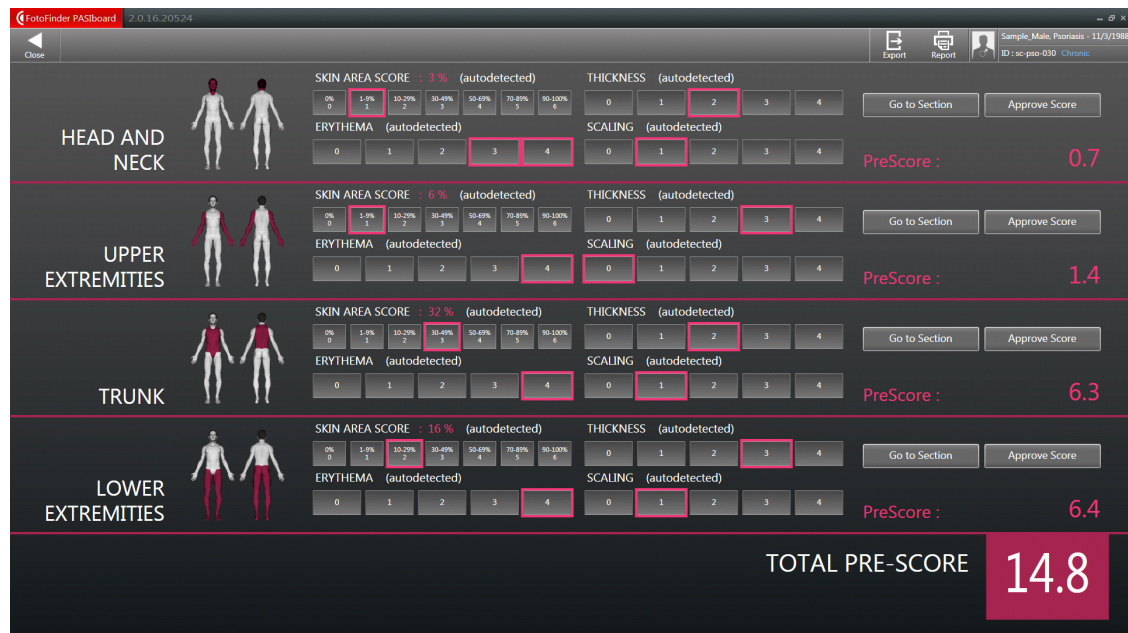 FotoFinder PASIboard 2.0.16.20524
Close
Export
Report
Sample_Male, Psoriasis - 11/3/1988
ID : sc-pso-030 Chronic
HEAD AND
NECK
SKIN AREA SCORE : 3 % (autodetected)
0% 1-9% 10-29% 30-49% 50-69% 70-89% 90-100%
0 1 2 3 4 5 6
ERYTHEMA (autodetected)
0 1 2 3 4
THICKNESS (autodetected)
0 1 2 3 4
SCALING (autodetected)
0 1 2 3 4
Go to Section
Approve Score
PreScore : 0.7
UPPER
EXTREMITIES
SKIN AREA SCORE : 6 % (autodetected)
0% 1-9% 10-29% 30-49% 50-69% 70-89% 90-100%
0 1 2 3 4 5 6
ERYTHEMA (autodetected)
0 1 2 3 4
THICKNESS (autodetected)
0 1 2 3 4
SCALING (autodetected)
0 1 2 3 4
Go to Section
Approve Score
PreScore : 1.4
TRUNK
SKIN AREA SCORE : 32 % (autodetected)
0% 1-9% 10-29% 30-49% 50-69% 70-89% 90-100%
0 1 2 3 4 5 6
ERYTHEMA (autodetected)
0 1 2 3 4
THICKNESS (autodetected)
0 1 2 3 4
SCALING (autodetected)
0 1 2 3 4
Go to Section
Approve Score
PreScore : 6.3
LOWER
EXTREMITIES
SKIN AREA SCORE : 16 % (autodetected)
0% 1-9% 10-29% 30-49% 50-69% 70-89% 90-100%
0 1 2 3 4 5 6
ERYTHEMA (autodetected)
0 1 2 3 4
THICKNESS (autodetected)
0 1 2 3 4
SCALING (autodetected)
0 1 2 3 4
Go to Section
Approve Score
PreScore : 6.4
TOTAL PRE-SCORE 14.8